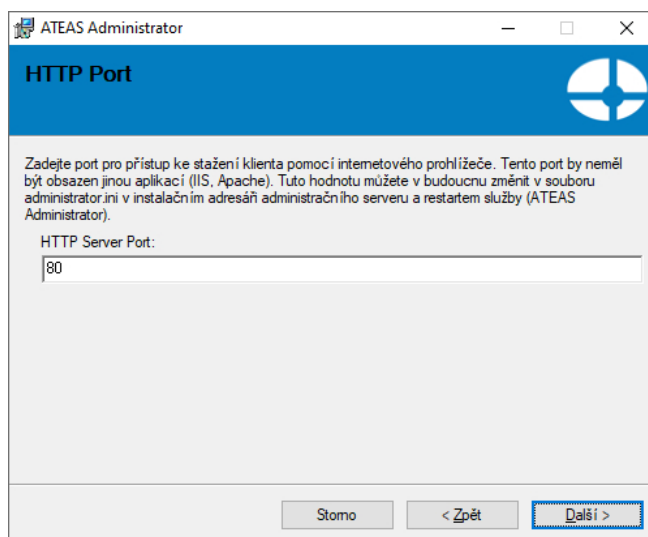 ATEAS Administrator
HTTP Port
Zadejte port pro přístup ke stažení klienta pomocí internetového prohlížeče. Tento port by neměl
být obsazen jinou aplikací (IIS, Apache). Tuto hodnotu můžete v budoucnu změnit v souboru
administrator.ini v instalačním adresáři administračního serveru a restartem služby (ATEAS
Administrator).
HTTP Server Port:
80
Storno
< Zpět
Další >